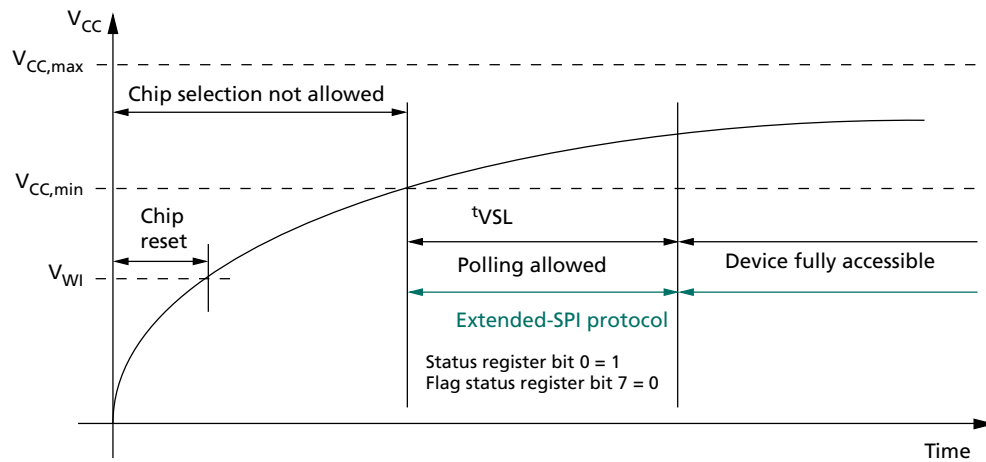 VCC
VCC,max
Chip selection not allowed
VCC,min
Chip
reset
tVSL
VWI
Polling allowed
Device fully accessible
Extended-SPI protocol
Status register bit 0 = 1
Flag status register bit 7 = 0
Time